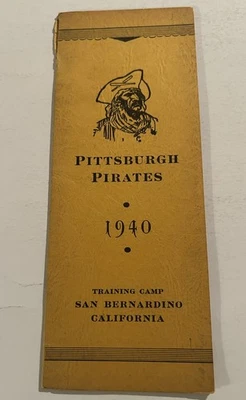 PITTSBURGH
PIRATES
1940
TRAINING CAMP
SAN BERNARDINO
CALIFORNIA